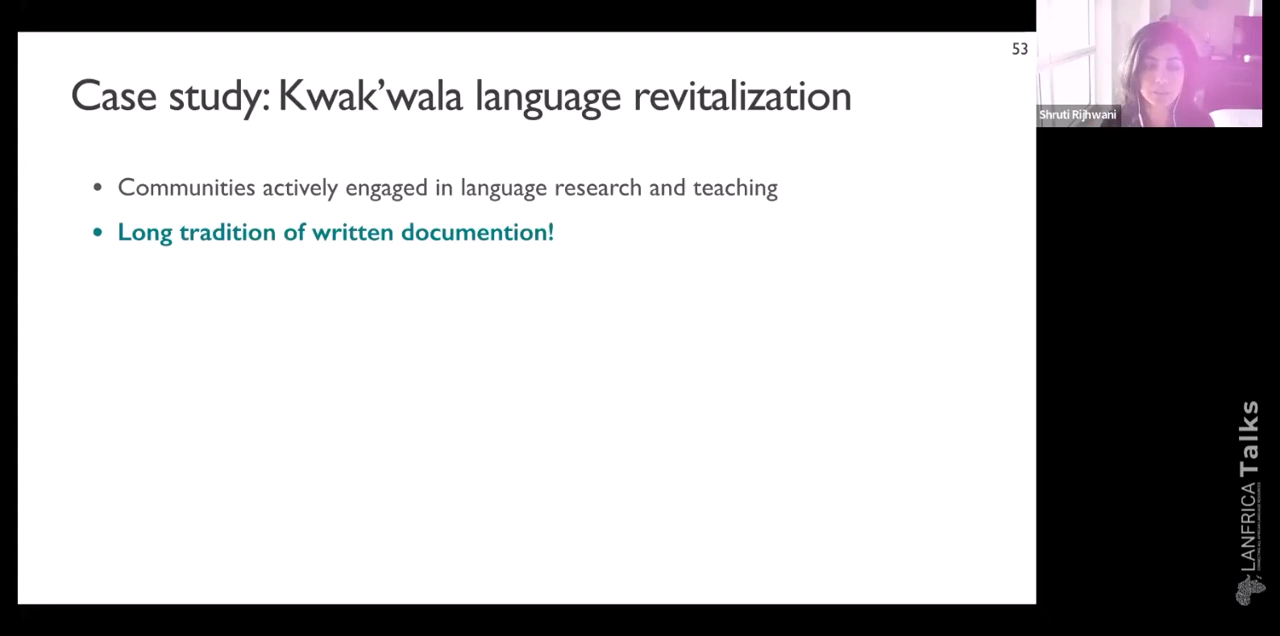 53
Case study: Kwak’wala language revitalization
• Communities actively engaged in language research and teaching
• Long tradition of written documention!
Shruti Rijhwani
LANFRICA Talks